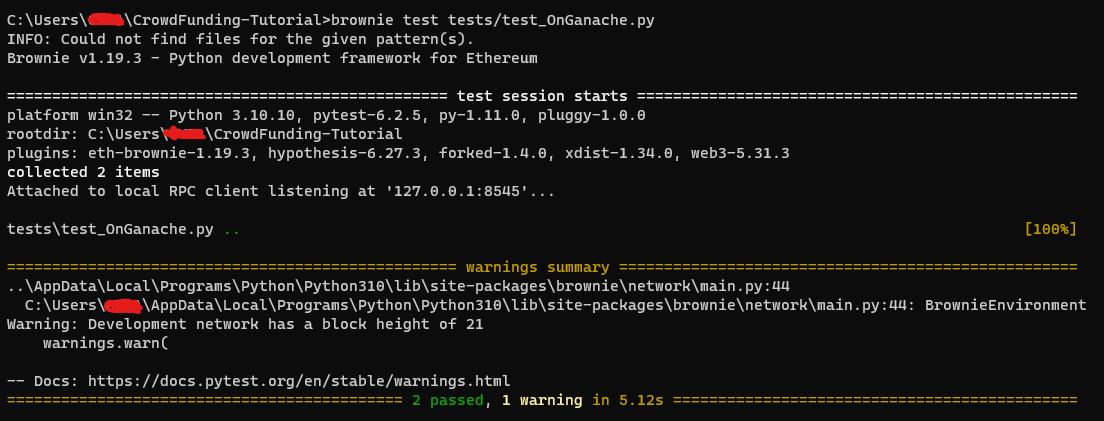 C:\Users\ \CrowdFunding-Tutorial>brownie test tests/test_OnGanache.py
INFO: Could not find files for the given pattern(s).
Brownie v1.19.3 - Python development framework for Ethereum
================================================= test session starts =================================================
platform win32 -- Python 3.10.10, pytest-6.2.5, py-1.11.0, pluggy-1.0.0
rootdir: C:\Users\ \CrowdFunding-Tutorial
plugins: eth-brownie-1.19.3, hypothesis-6.27.3, forked-1.4.0, xdist-1.34.0, web3-5.31.3
collected 2 items
Attached to local RPC client listening at '127.0.0.1:8545'...
tests\test_OnGanache.py .. [100%]
================================================== warnings summary ===================================================
..\AppData\Local\Programs\Python\Python310\lib\site-packages\brownie\network\main.py:44
C:\Users\ \AppData\Local\Programs\Python\Python310\lib\site-packages\brownie\network\main.py:44: BrownieEnvironment
Warning: Development network has a block height of 21
warnings.warn(
-- Docs: https://docs.pytest.org/en/stable/warnings.html
============================================ 2 passed, 1 warning in 5.12s =============================================